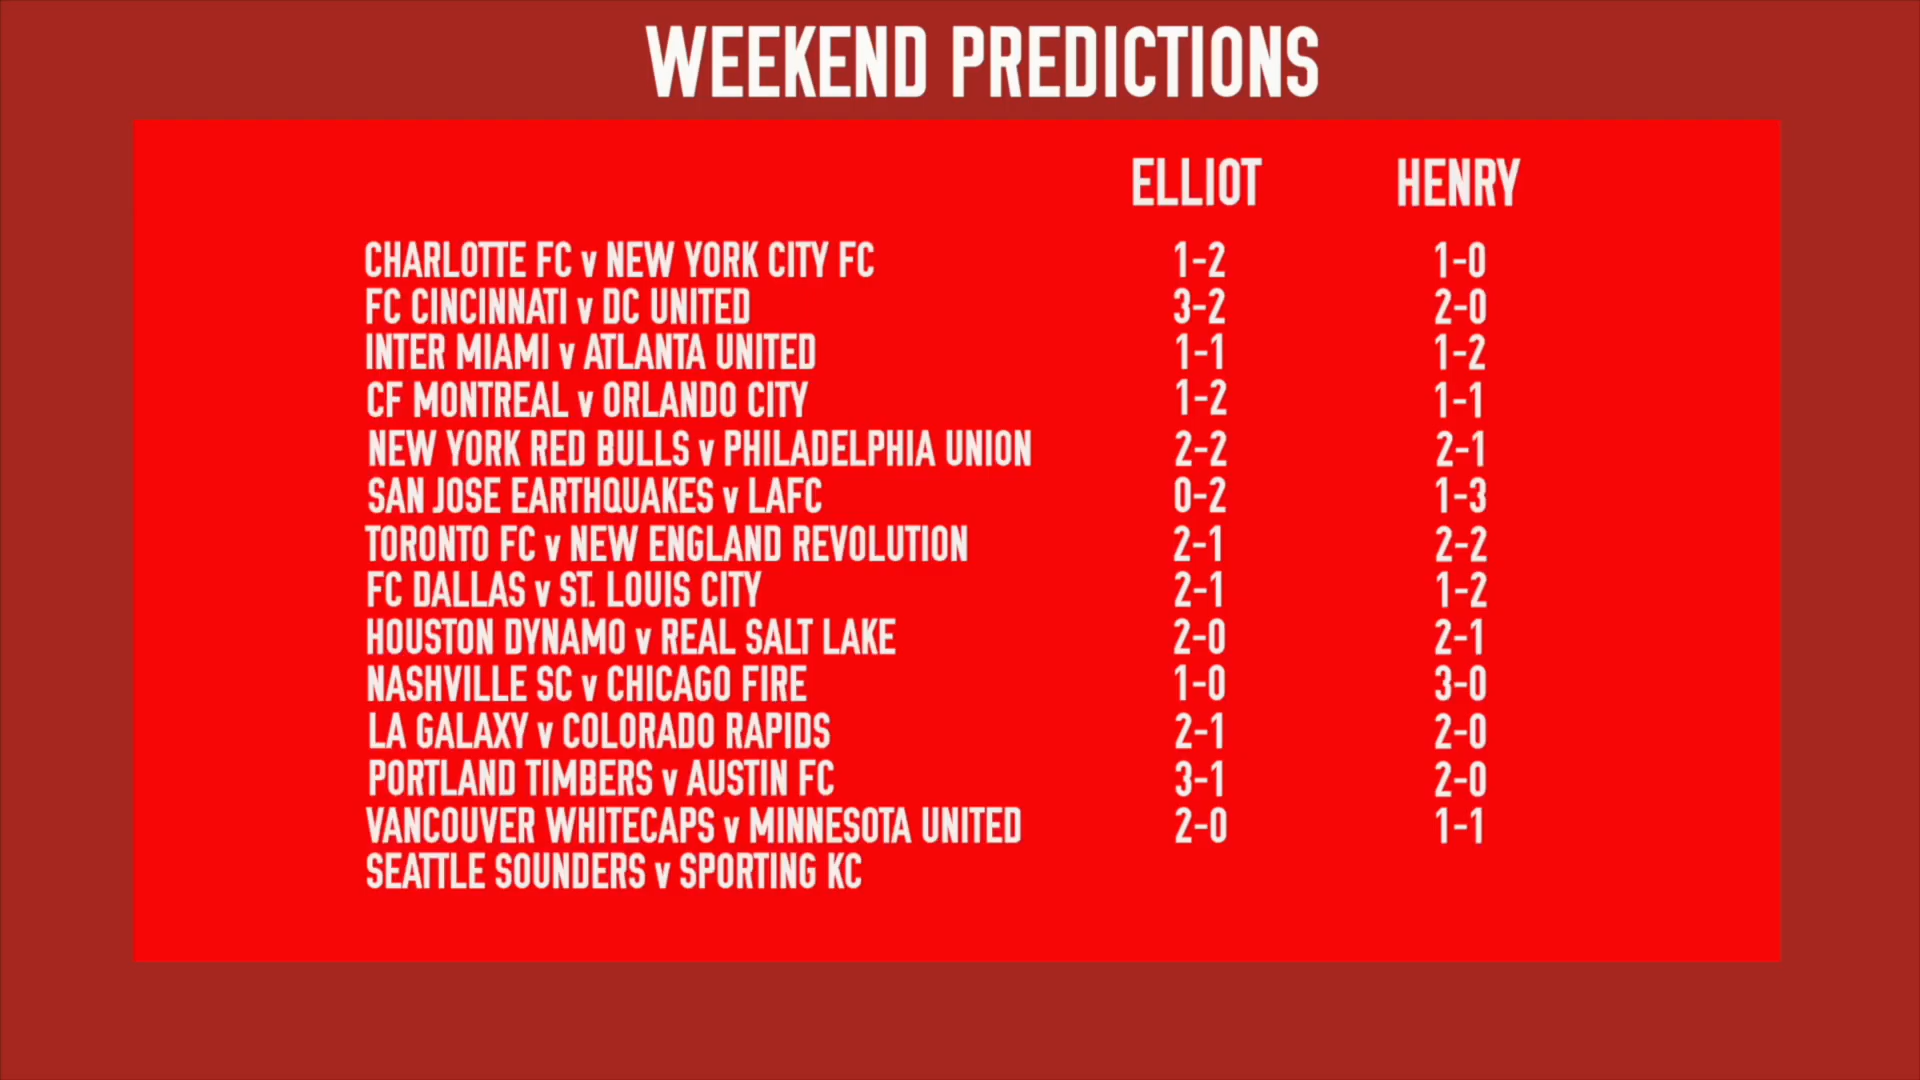 WEEKEND PREDICTIONS
ELLIOT HENRY
CHARLOTTE FC v NEW YORK CITY FC 1-2 1-0
FC CINCINNATI v DC UNITED 3-2 2-0
INTER MIAMI v ATLANTA UNITED 1-1 1-2
CF MONTREAL v ORLANDO CITY 1-2 1-1
NEW YORK RED BULLS v PHILADELPHIA UNION 2-2 2-1
SAN JOSE EARTHQUAKES v LAFC 0-2 1-3
TORONTO FC v NEW ENGLAND REVOLUTION 2-1 2-2
FC DALLAS v ST. LOUIS CITY 2-1 1-2
HOUSTON DYNAMO v REAL SALT LAKE 2-0 2-1
NASHVILLE SC v CHICAGO FIRE 1-0 3-0
LA GALAXY v COLORADO RAPIDS 2-1 2-0
PORTLAND TIMBERS v AUSTIN FC 3-1 2-0
VANCOUVER WHITECAPS v MINNESOTA UNITED 2-0 1-1
SEATTLE SOUNDERS v SPORTING KC